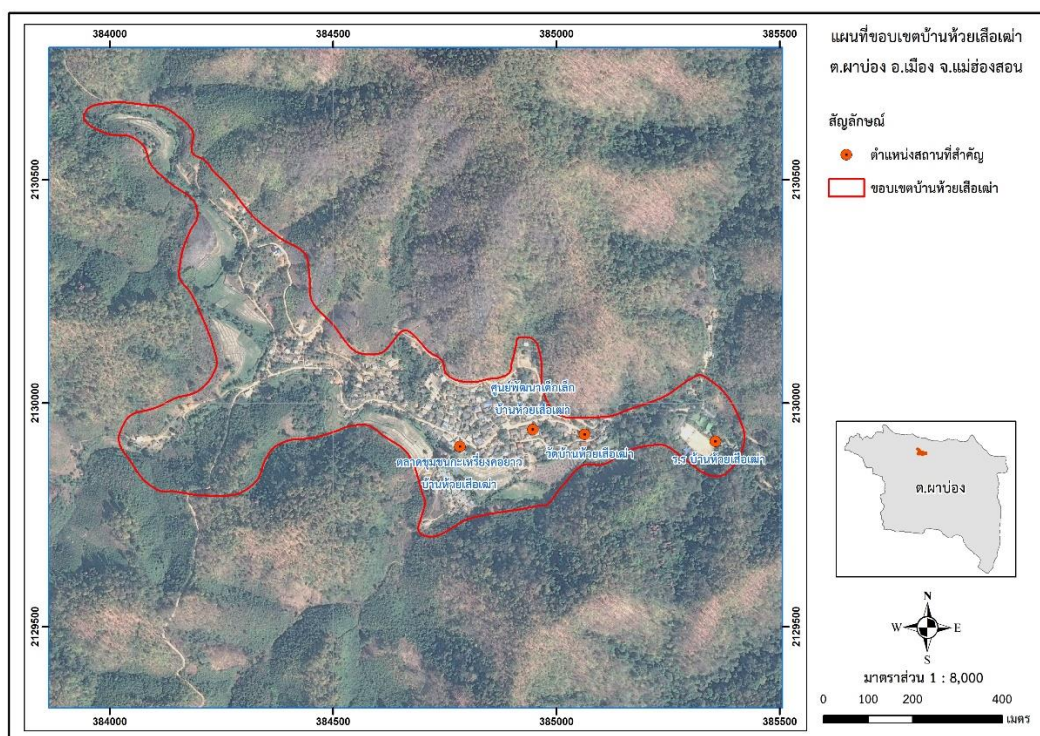 384000
384500
385000
385500
แผนที่ขอบเขตบ้านห้วยเสือเฒ่า
ต.ผาบ่อง อ.เมือง จ.แม่ฮ่องสอน
สัญลักษณ์
ตำแหน่งสถานที่สำคัญ
ขอบเขตบ้านห้วยเสือเฒ่า
2130500
2130500
2130000
2130000
ศูนย์พัฒนาเด็กเล็ก
บ้านห้วยเสือเฒ่า
วัดบ้านห้วยเสือเฒ่า
ร.ร บ้านห้วยเสือเฒ่า
ตลาดชุมชนกะเหรี่ยงคอยาว
บ้านห้วยเสือเฒ่า
ต.ผาบ่อง
2129500
2129500
N
W
E
S
มาตราส่วน 1 : 8,000
0 100 200 400
เมตร
384000
384500
385000
385500